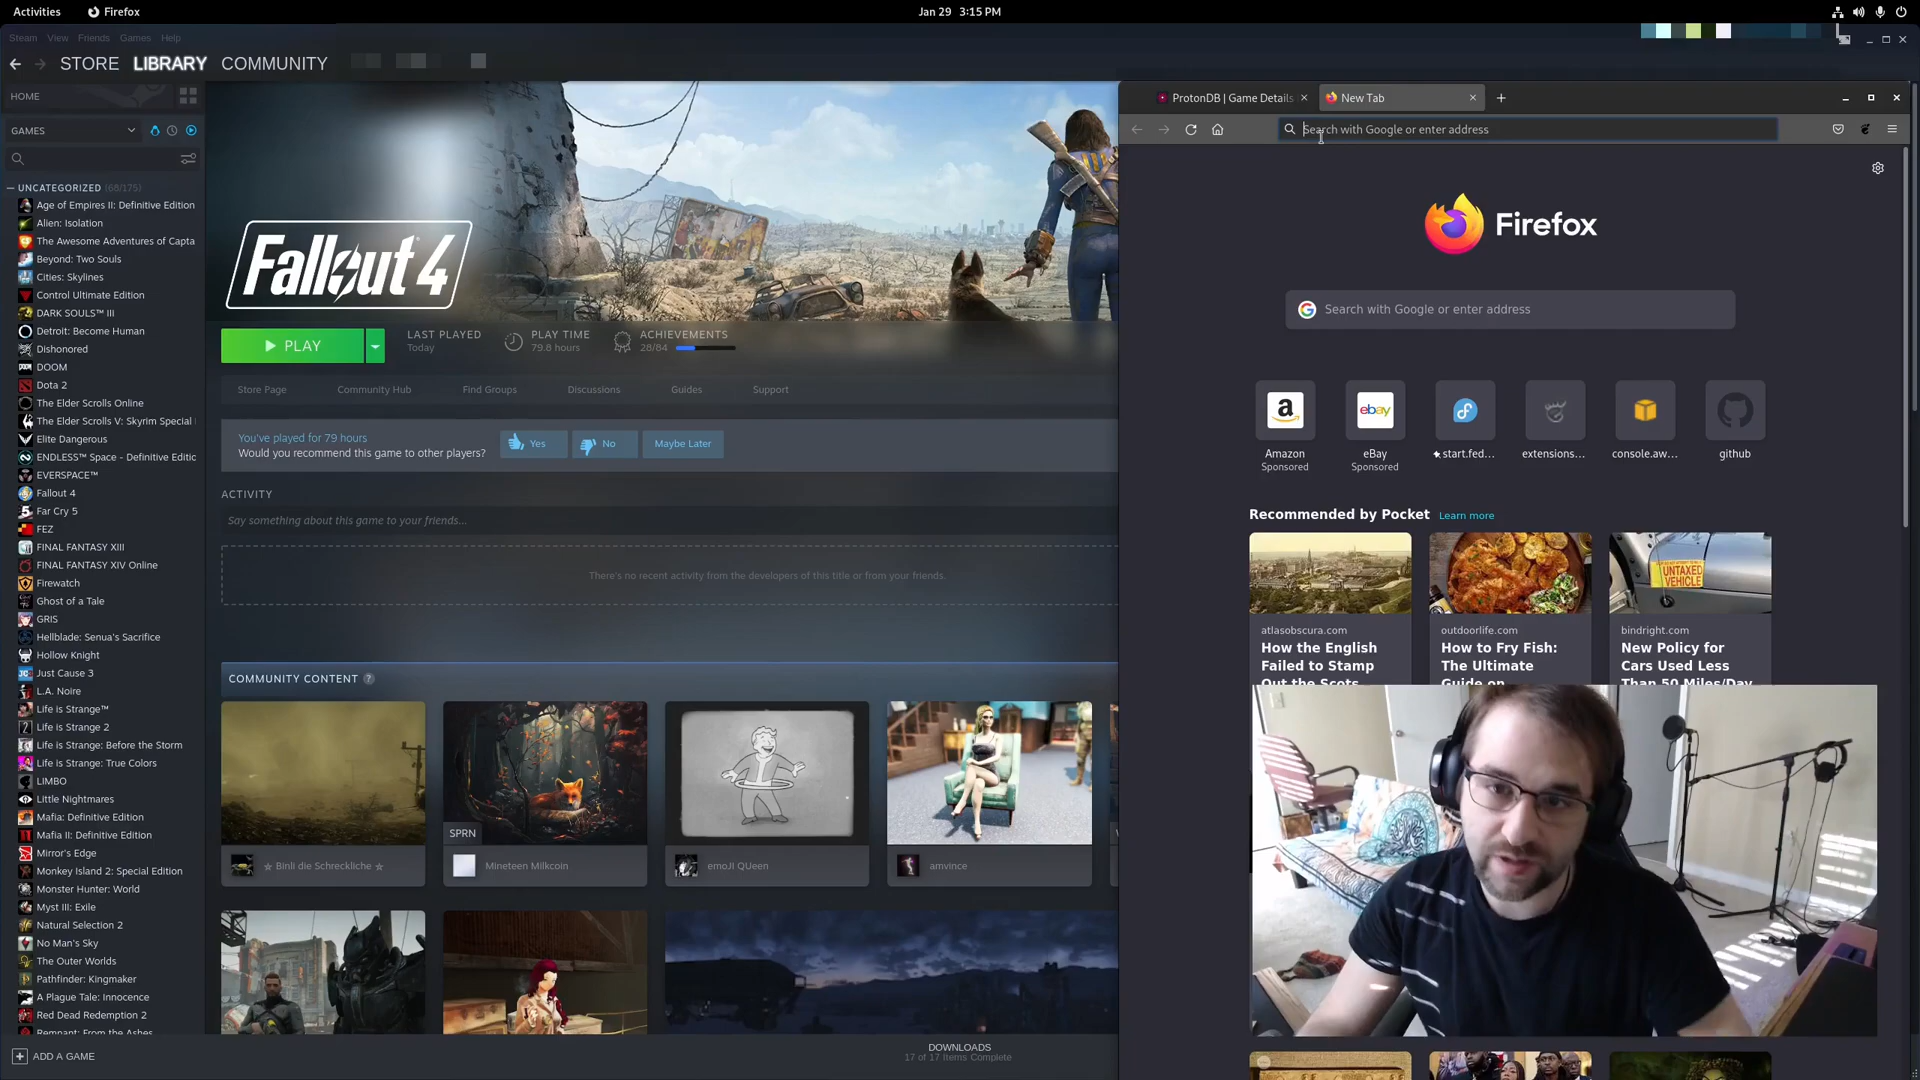 Activities
Firefox
Jan 29 3:15 PM
Steam View Friends Games Help
STORE LIBRARY COMMUNITY
HOME
GAMES
UNCATEGORIZED (68/175)
Age of Empires II: Definitive Edition
Alien: Isolation
The Awesome Adventures of Capta
Beyond: Two Souls
Cities: Skylines
Control Ultimate Edition
DARK SOULS™ III
Detroit: Become Human
Dishonored
DOOM
Dota 2
The Elder Scrolls Online
The Elder Scrolls V: Skyrim Special
Elite Dangerous
ENDLESS™ Space - Definitive Editic
EVERSPACE™
Fallout 4
Far Cry 5
FEZ
FINAL FANTASY XIII
FINAL FANTASY XIV Online
Firewatch
Ghost of a Tale
GRIS
Hellblade: Senua's Sacrifice
Hollow Knight
Just Cause 3
L.A. Noire
Life is Strange™
Life is Strange 2
Life is Strange: Before the Storm
Life is Strange: True Colors
LIMBO
Little Nightmares
Mafia: Definitive Edition
Mafia II: Definitive Edition
Mirror's Edge
Monkey Island 2: Special Edition
Monster Hunter: World
Myst III: Exile
Natural Selection 2
No Man's Sky
The Outer Worlds
Pathfinder: Kingmaker
A Plague Tale: Innocence
Red Dead Redemption 2
Remnant: From the Ashes
ADD A GAME
Fallout 4
PLAY
LAST PLAYED
Today
PLAY TIME
79.8 hours
ACHIEVEMENTS
28/84
Store Page Community Hub Find Groups Discussions Guides Support
You've played for 79 hours
Would you recommend this game to other players?
Yes
No
Maybe Later
ACTIVITY
Say something about this game to your friends...
There's no recent activity from the developers of this title or from your friends.
COMMUNITY CONTENT ?
SPRN
★ Binli die Schreckliche ★
Mineteen Milkcoin
emoJI QUeen
amvince
DOWNLOADS
17 of 17 Items Complete
ProtonDB | Game Details
New Tab
Search with Google or enter address
Firefox
Search with Google or enter address
Amazon
Sponsored
eBay
Sponsored
start.fed...
extensions...
console.aw...
github
ebay
Recommended by Pocket Learn more
UNTAXED
VEHICLE
atlasobscura.com
How the English
Failed to Stamp
Out the Scots
outdoorlife.com
How to Fry Fish:
The Ultimate
Guide on
bindright.com
New Policy for
Cars Used Less
Than 50 Miles/Day